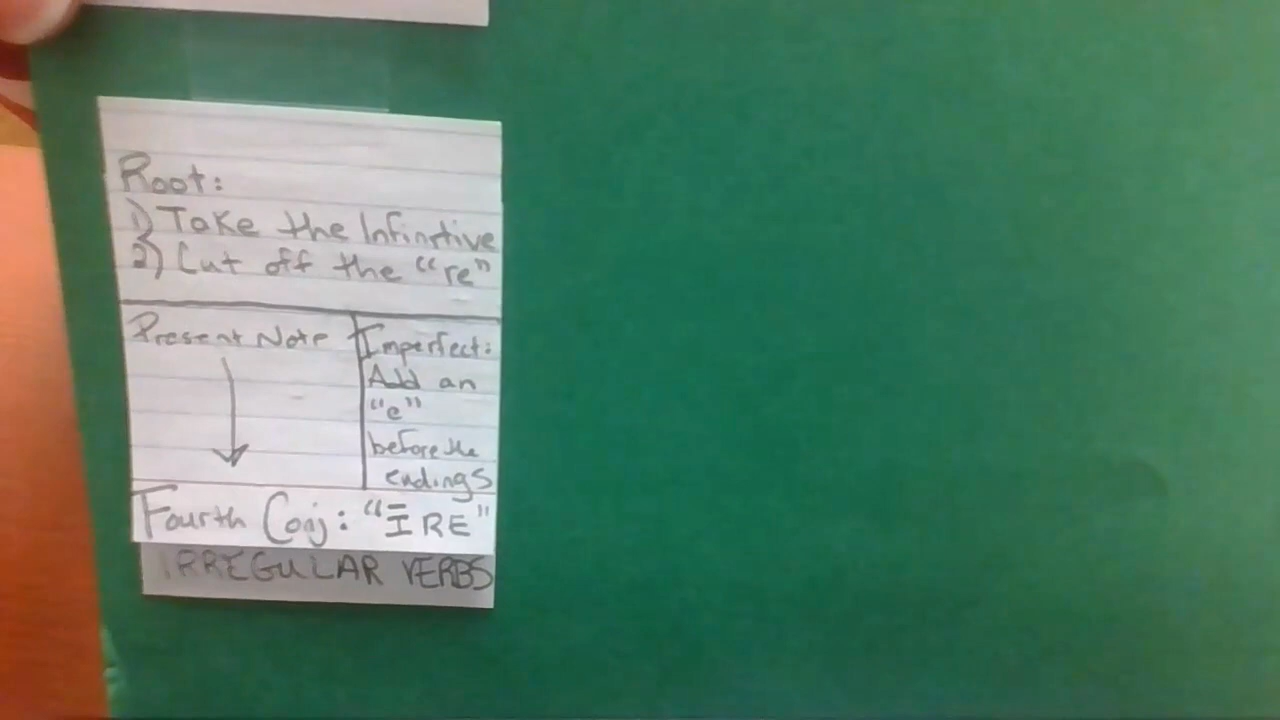 Root:
1) Take the Infinitive
2) Cut off the "re"
Present Note
Imperfect:
Add an
"e"
before the
endings
Fourth Conj: "ĪRE"
IRREGULAR VERBS